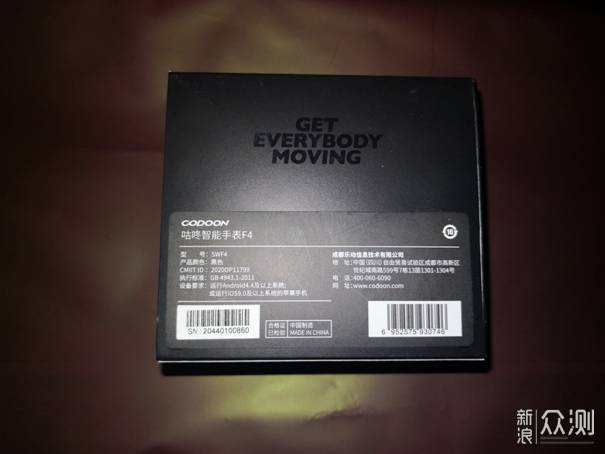 GET
EVERYBODY
MOVING
CODOON
咕咚智能手表F4
型 号: SWF4
产品颜色: 黑色
CMIIT ID: 2020DP11799
执行标准: GB 4943.1-2011
设备要求: 运行Android4.4及以上系统;
或运行iOS9.0及以上系统的苹果手机
成都乐动信息技术有限公司
地 址: 中国(四川)自由贸易试验区成都市高新区
世纪城南路599号7栋13层1301-1304号
电 话: 400-060-6090
网 址: www.codoon.com
SN: 20440100860
合格证
已检验
中国制造
MADE IN CHINA
6 952575 930746
新浪
众测